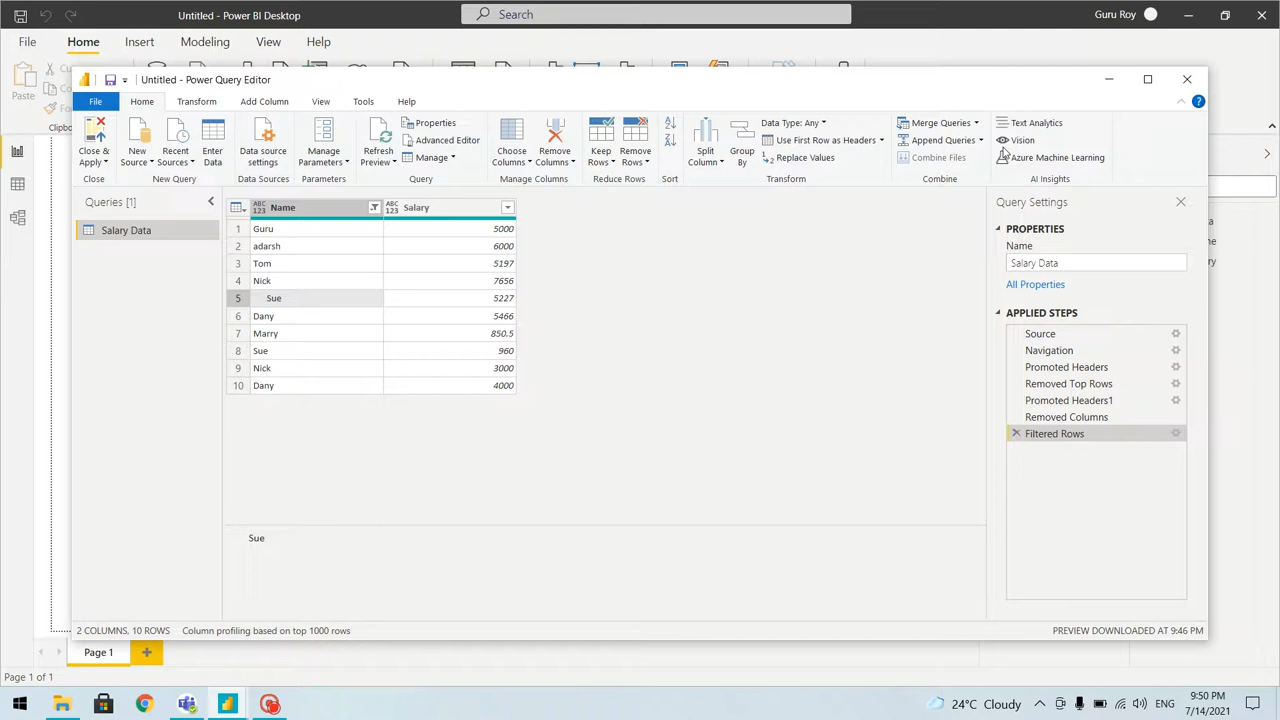 Untitled - Power BI Desktop
Search
Guru Roy
File Home Insert Modeling View Help
Paste
Untitled - Power Query Editor
File Home Transform Add Column View Tools Help
Close & Apply
New Source
Recent Sources
Enter Data
Data source settings
Manage Parameters
Refresh Preview
Properties
Advanced Editor
Manage
Choose Columns
Remove Columns
Keep Rows
Remove Rows
Split Column
Group By
Data Type: Any
Use First Row as Headers
Replace Values
Merge Queries
Append Queries
Combine Files
Text Analytics
Vision
Azure Machine Learning
Close New Query Data Sources Parameters Query Manage Columns Reduce Rows Sort Transform Combine AI Insights
Queries [1]
Salary Data
ABC 123 Name ABC 123 Salary
1 Guru 5000
2 adarsh 6000
3 Tom 5197
4 Nick 7656
5 Sue 5227
6 Dany 5466
7 Marry 850.5
8 Sue 960
9 Nick 3000
10 Dany 4000
Sue
Query Settings
PROPERTIES
Name
Salary Data
All Properties
APPLIED STEPS
Source
Navigation
Promoted Headers
Removed Top Rows
Promoted Headers1
Removed Columns
Filtered Rows
2 COLUMNS, 10 ROWS Column profiling based on top 1000 rows
PREVIEW DOWNLOADED AT 9:46 PM
Page 1
Page 1 of 1
24°C Cloudy
ENG
9:50 PM
7/14/2021